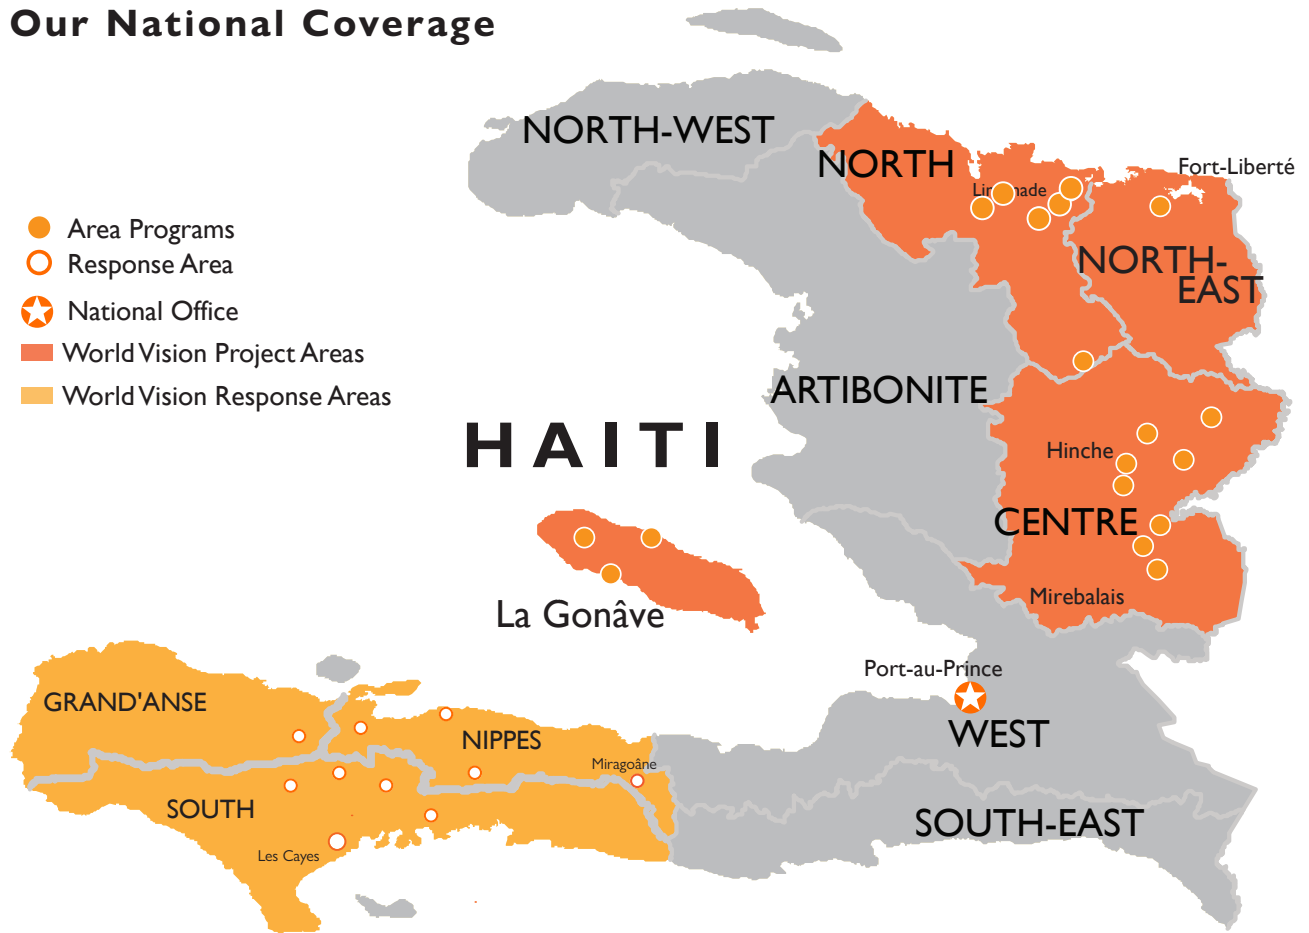 Our National Coverage
NORTH-WEST
NORTH
Fort-Liberté
Area Programs
Response Area
NORTH-
EAST
National Office
World Vision Project Areas
World Vision Response Areas
ARTIBONITE
HAITI
Hinche
CENTRE
Mirebalais
La Gonâve
Port-au-Prince
GRAND'ANSE
WEST
NIPPES
Miragoâne
SOUTH
SOUTH-EAST
Les Cayes